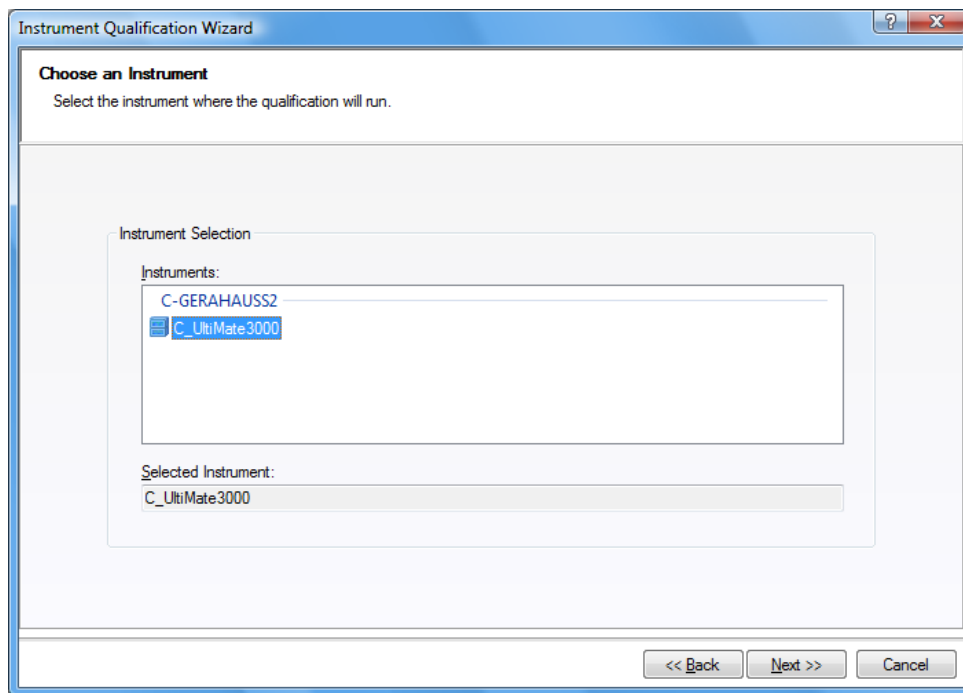 Instrument Qualification Wizard
?
Choose an Instrument
Select the instrument where the qualification will run.
Instrument Selection
Instruments:
C-GERAHAUSS2
C_UltiMate3000
Selected Instrument:
C_UltiMate3000
<< Back Next >> Cancel